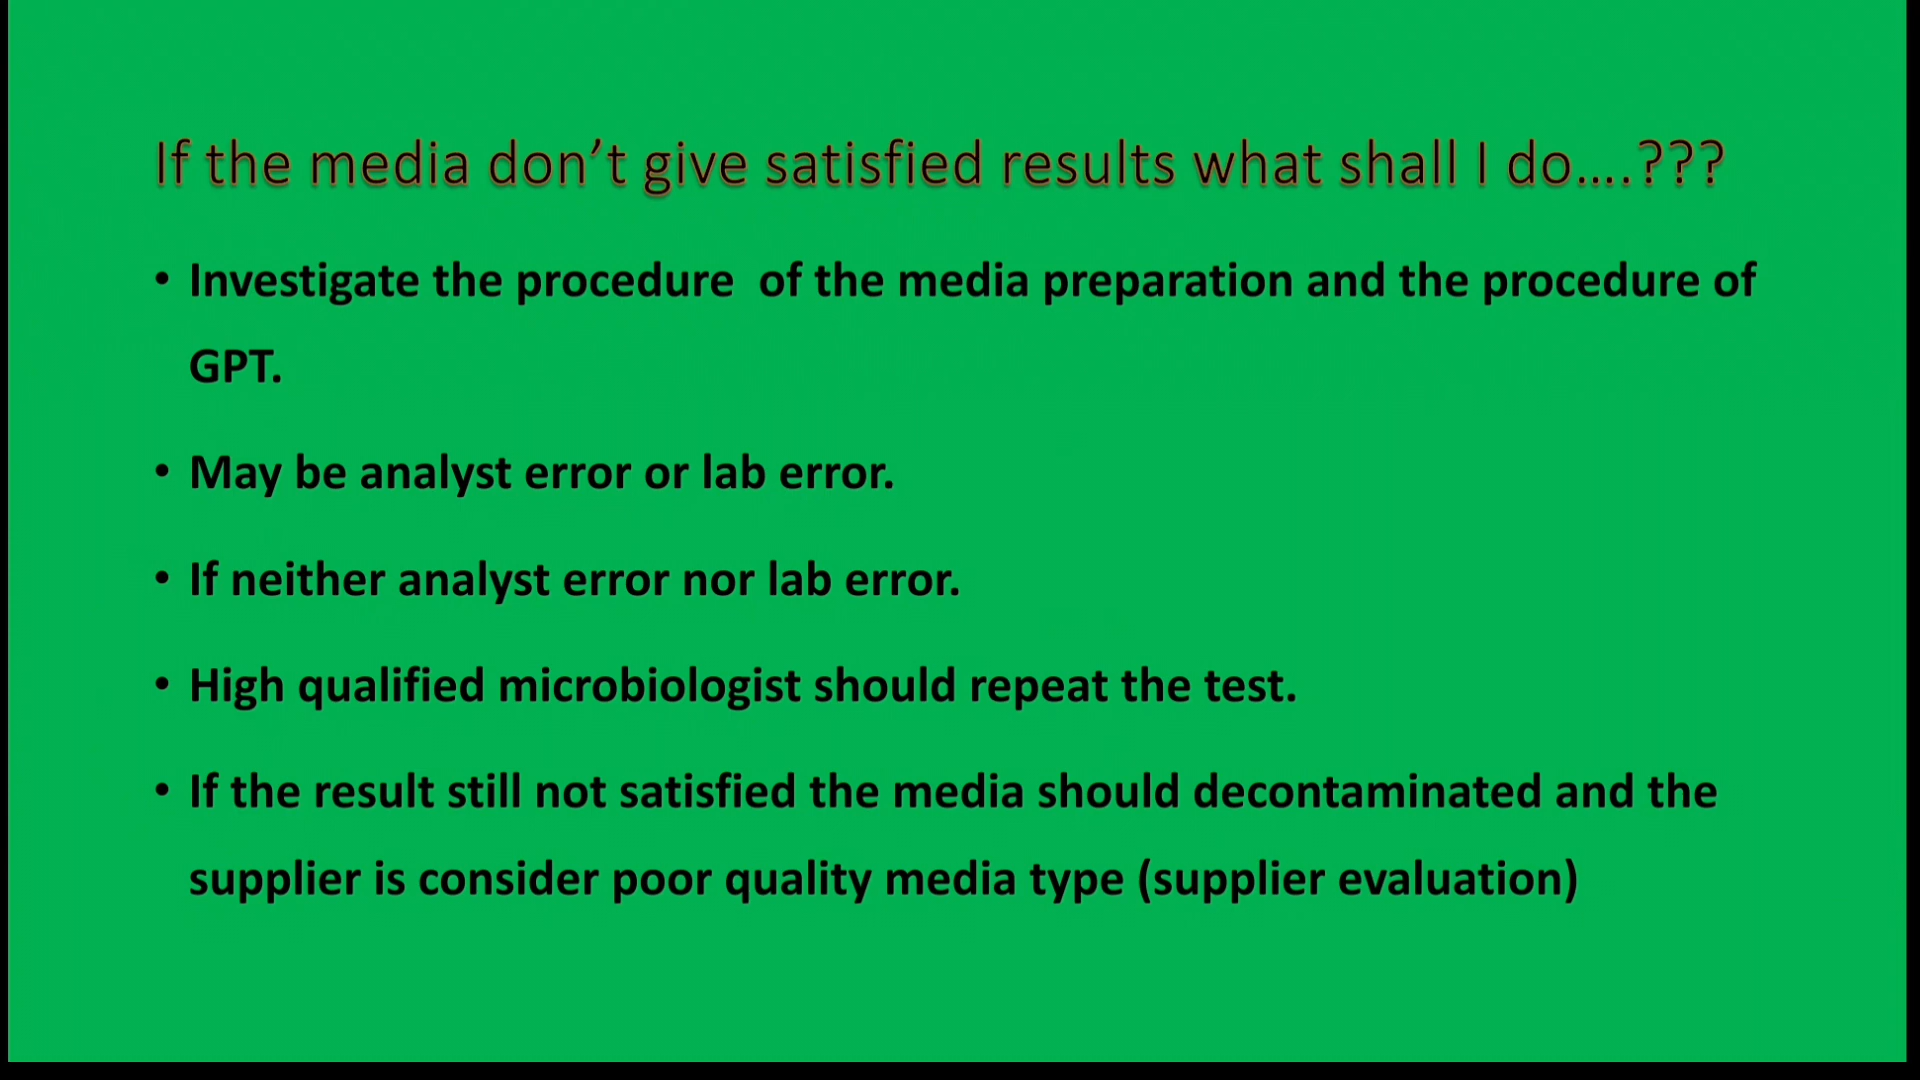 If the media don’t give satisfied results what shall I do….???
• Investigate the procedure  of the media preparation and the procedure of
GPT.
• May be analyst error or lab error.
• If neither analyst error nor lab error.
• High qualified microbiologist should repeat the test.
• If the result still not satisfied the media should decontaminated and the
supplier is consider poor quality media type (supplier evaluation)